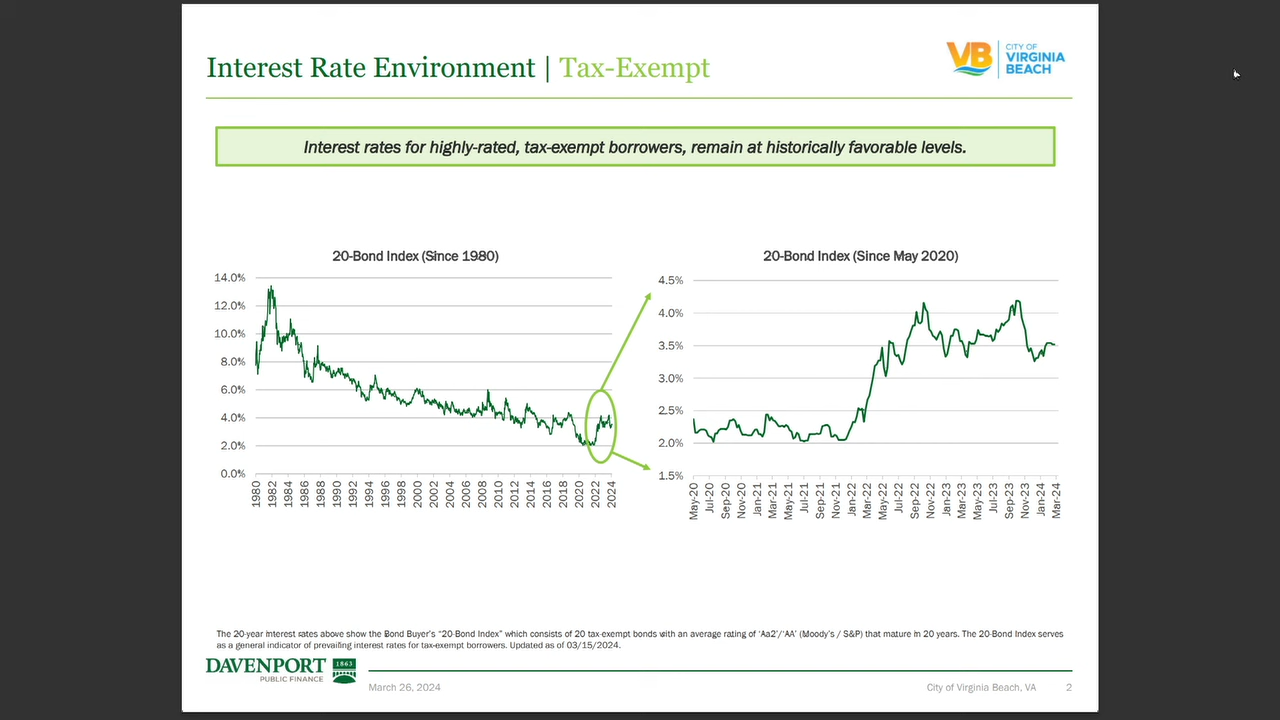 Interest Rate Environment | Tax-Exempt
VB
CITY OF
VIRGINIA
BEACH
Interest rates for highly-rated, tax-exempt borrowers, remain at historically favorable levels.
20-Bond Index (Since 1980)
14.0%
12.0%
10.0%
8.0%
6.0%
4.0%
2.0%
0.0%
1980 1982 1984 1986 1988 1990 1992 1994 1996 1998 2000 2002 2004 2006 2008 2010 2012 2014 2016 2018 2020 2022 2024
20-Bond Index (Since May 2020)
4.5%
4.0%
3.5%
3.0%
2.5%
2.0%
1.5%
May-20 Jul-20 Sep-20 Nov-20 Jan-21 Mar-21 May-21 Jul-21 Sep-21 Nov-21 Jan-22 Mar-22 May-22 Jul-22 Sep-22 Nov-22 Jan-23 Mar-23 May-23 Jul-23 Sep-23 Nov-23 Jan-24 Mar-24
The 20-year interest rates above show the Bond Buyer's "20-Bond Index" which consists of 20 tax-exempt bonds with an average rating of 'Aa2'/'AA' (Moody's / S&P) that mature in 20 years. The 20-Bond Index serves
as a general indicator of prevailing interest rates for tax-exempt borrowers. Updated as of 03/15/2024.
DAVENPORT
PUBLIC FINANCE
1863
March 26, 2024
City of Virginia Beach, VA 2